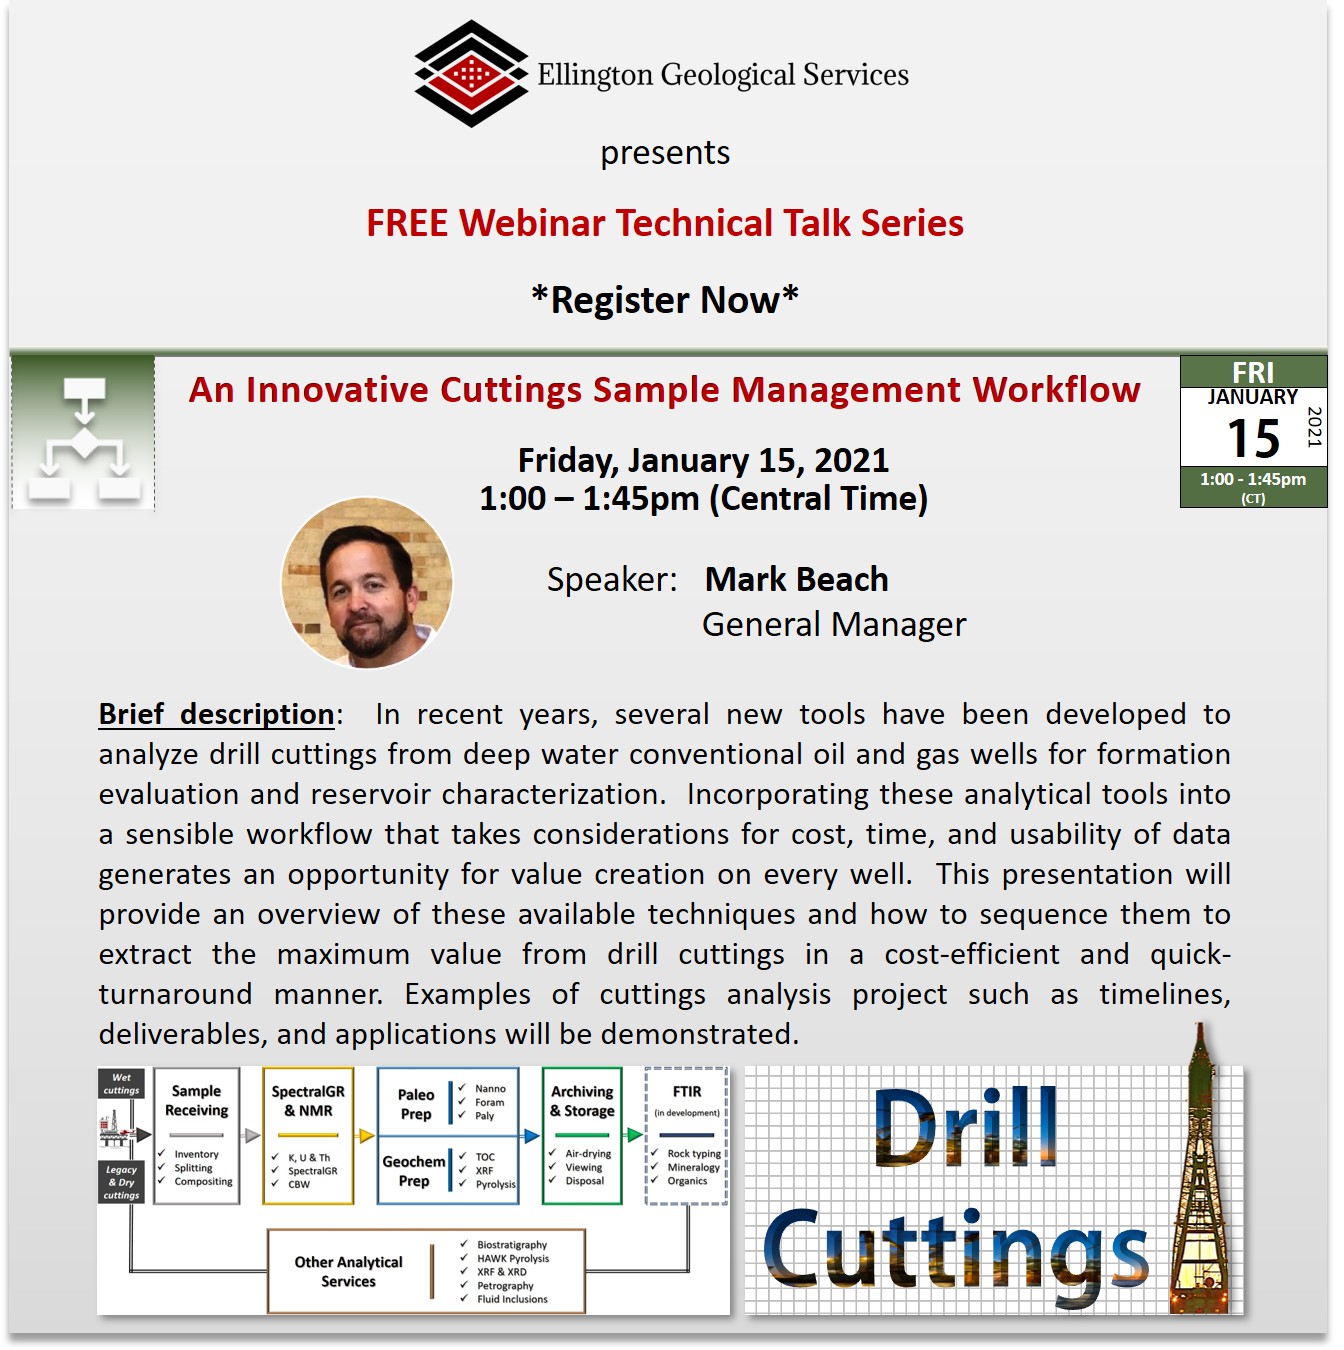 Ellington Geological Services
presents
FREE Webinar Technical Talk Series
*Register Now*
An Innovative Cuttings Sample Management Workflow
FRI
JANUARY
15
2021
1:00 - 1:45pm
(CT)
Friday, January 15, 2021
1:00 – 1:45pm (Central Time)
Speaker: Mark Beach
General Manager
Brief description: In recent years, several new tools have been developed to
analyze drill cuttings from deep water conventional oil and gas wells for formation
evaluation and reservoir characterization. Incorporating these analytical tools into
a sensible workflow that takes considerations for cost, time, and usability of data
generates an opportunity for value creation on every well. This presentation will
provide an overview of these available techniques and how to sequence them to
extract the maximum value from drill cuttings in a cost-efficient and quick-
turnaround manner. Examples of cuttings analysis project such as timelines,
deliverables, and applications will be demonstrated.
Wet
cuttings
Legacy
& Dry
cuttings
Sample
Receiving
✓ Inventory
✓ Splitting
✓ Compositing
SpectralGR
& NMR
✓ K, U & Th
✓ SpectralGR
✓ CBW
Paleo
Prep
✓ Nanno
✓ Foram
✓ Paly
Geochem
Prep
✓ TOC
✓ XRF
✓ Pyrolysis
Archiving
& Storage
✓ Air-drying
✓ Viewing
✓ Disposal
FTIR
(in development)
✓ Rock typing
✓ Mineralogy
✓ Organics
Other Analytical
Services
✓ Biostratigraphy
✓ HAWK Pyrolysis
✓ XRF & XRD
✓ Petrography
✓ Fluid Inclusions
Drill
Cuttings